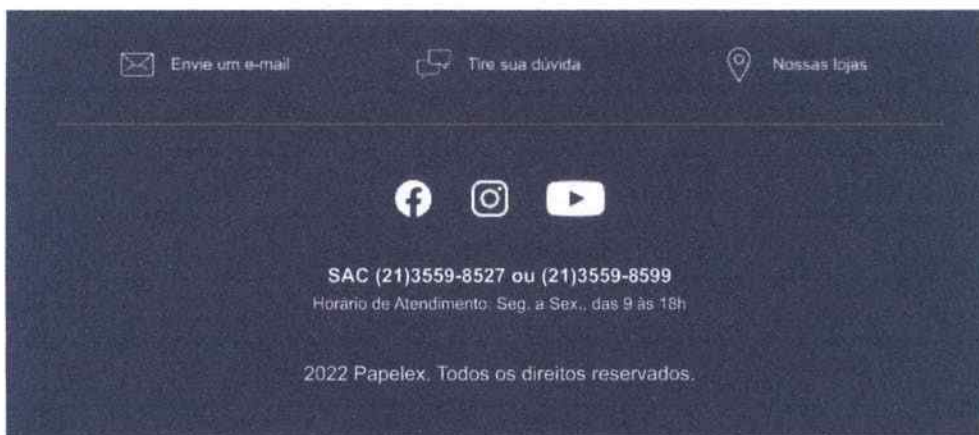 Envie um e-mail
Tire sua dúvida
Nossas lojas
SAC (21)3559-8527 ou (21)3559-8599
Horário de Atendimento: Seg. a Sex., das 9 às 18h
2022 Papelex. Todos os direitos reservados.